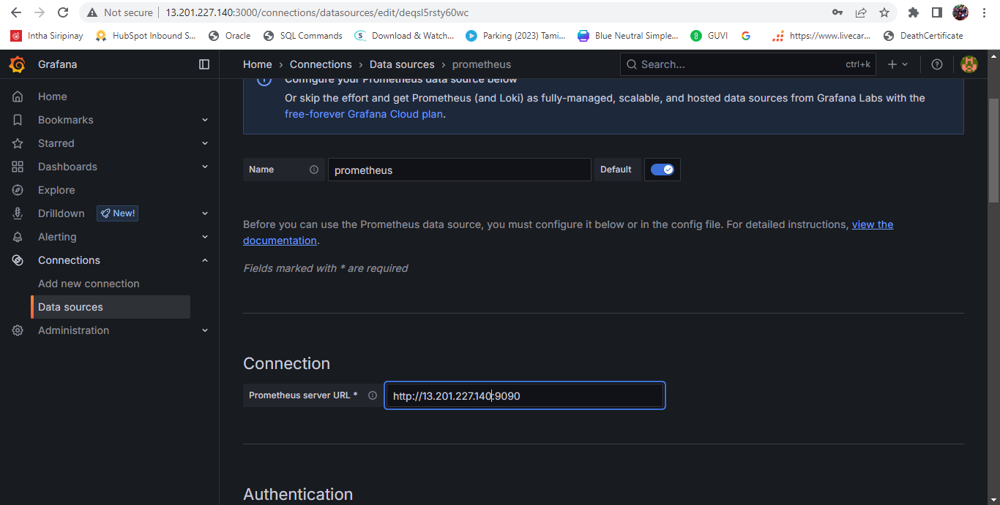 Not secure
13.201.227.140:3000/connections/datasources/edit/deqsl5rsty60wc
Intha Siripinay
HubSpot Inbound S...
Oracle
SQL Commands
Download & Watch...
Parking (2023) Tami...
Blue Neutral Simple...
GUVI
https://www.livecar...
DeathCertificate
Grafana
Home › Connections › Data sources › prometheus
Search...
ctrl+k
Home
Bookmarks
Starred
Dashboards
Explore
Drilldown
New!
Alerting
Connections
Add new connection
Data sources
Administration
Configure your Prometheus data source below
Or skip the effort and get Prometheus (and Loki) as fully-managed, scalable, and hosted data sources from Grafana Labs with the
free-forever Grafana Cloud plan.
Name
prometheus
Default
Before you can use the Prometheus data source, you must configure it below or in the config file. For detailed instructions, view the
documentation.
Fields marked with * are required
Connection
Prometheus server URL *
http://13.201.227.140:9090
Authentication